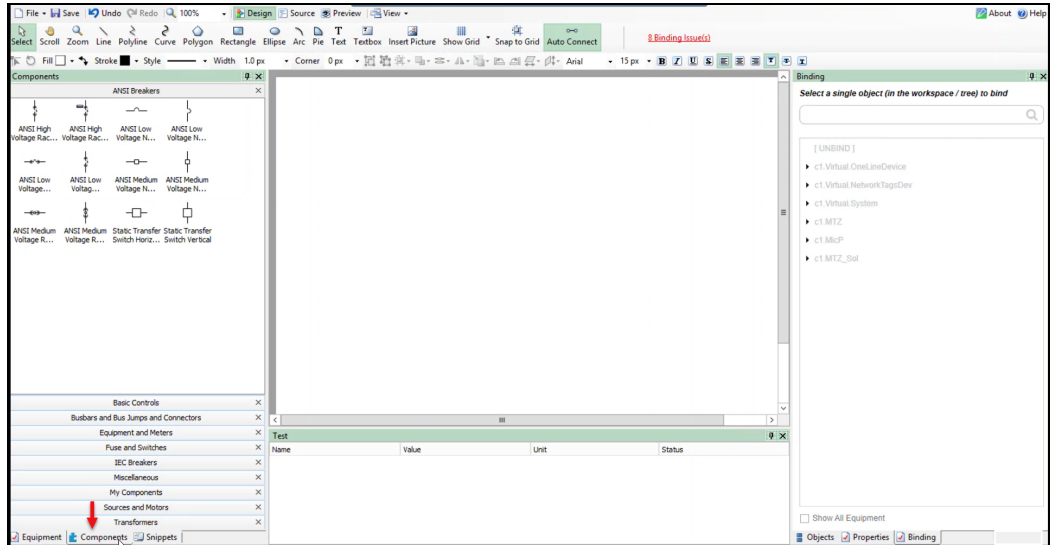 File Save Undo Redo 100% Design Source Preview View About Help
Select Scroll Zoom Line Polyline Curve Polygon Rectangle Ellipse Arc Pie Text Textbox Insert Picture Show Grid Snap to Grid Auto Connect 8 Binding Issue(s)
Fill Stroke Style Width 1.0 px Corner 0 px Arial 15 px B I U S
Components
ANSI Breakers
ANSI High ANSI High ANSI Low ANSI Low
Voltage Rac... Voltage Rac... Voltage N... Voltage N...
ANSI Low ANSI Low ANSI Medium ANSI Medium
Voltage... Voltag... Voltage N... Voltage N...
ANSI Medium ANSI Medium Static Transfer Static Transfer
Voltage R... Voltage R... Switch Horiz... Switch Vertical
Basic Controls
Busbars and Bus Jumps and Connectors
Equipment and Meters
Fuse and Switches
IEC Breakers
Miscellaneous
My Components
Sources and Motors
Transformers
Equipment Components Snippets
Test
Name Value Unit Status
Binding
Select a single object (in the workspace / tree) to bind
[ UNBIND ]
c1.Virtual.OneLineDevice
c1.Virtual.NetworkTagsDev
c1.Virtual.System
c1.MTZ
c1.MicP
c1.MTZ_Sel
Show All Equipment
Objects Properties Binding